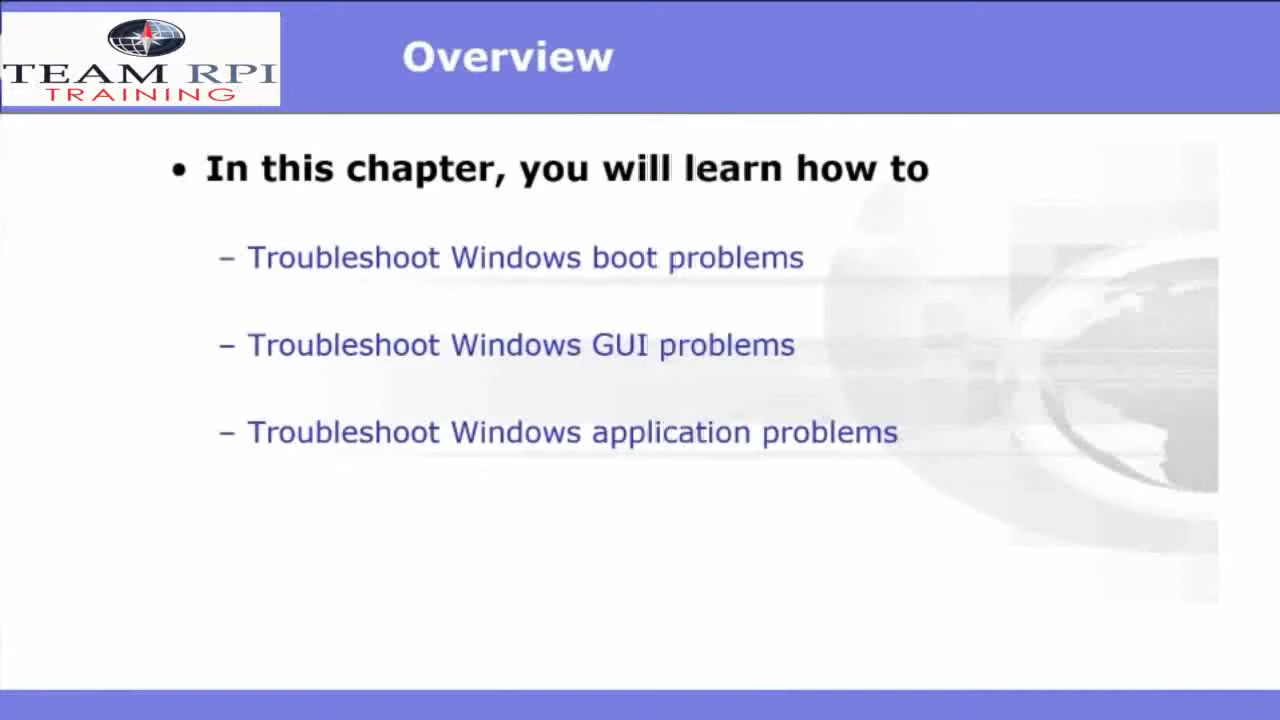 TEAM RPI
TRAINING
Overview
• In this chapter, you will learn how to
– Troubleshoot Windows boot problems
– Troubleshoot Windows GUI problems
– Troubleshoot Windows application problems